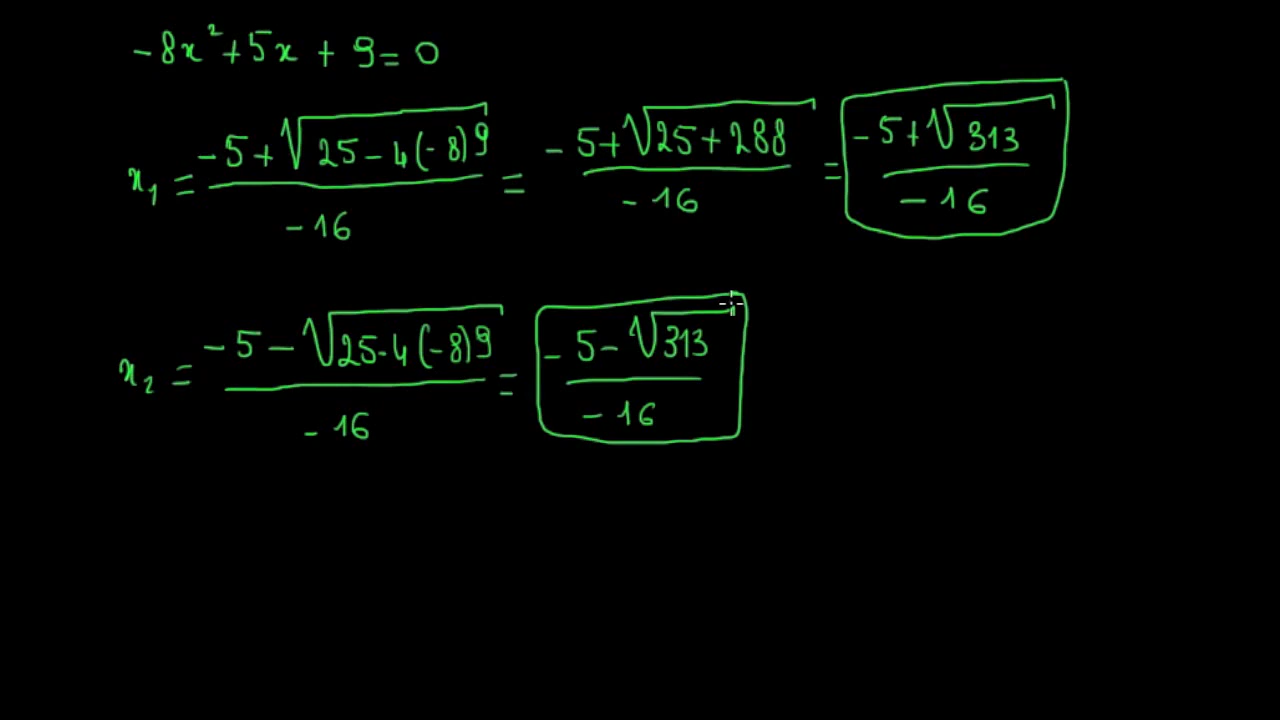 -8x²+5x + 9=0
x₁ = (-5+√(25-4(-8)9))/(-16) = (-5+√(25+288))/(-16) = (-5+√313)/(-16)
x₂ = (-5-√(25-4(-8)9))/(-16) = (-5-√313)/(-16)